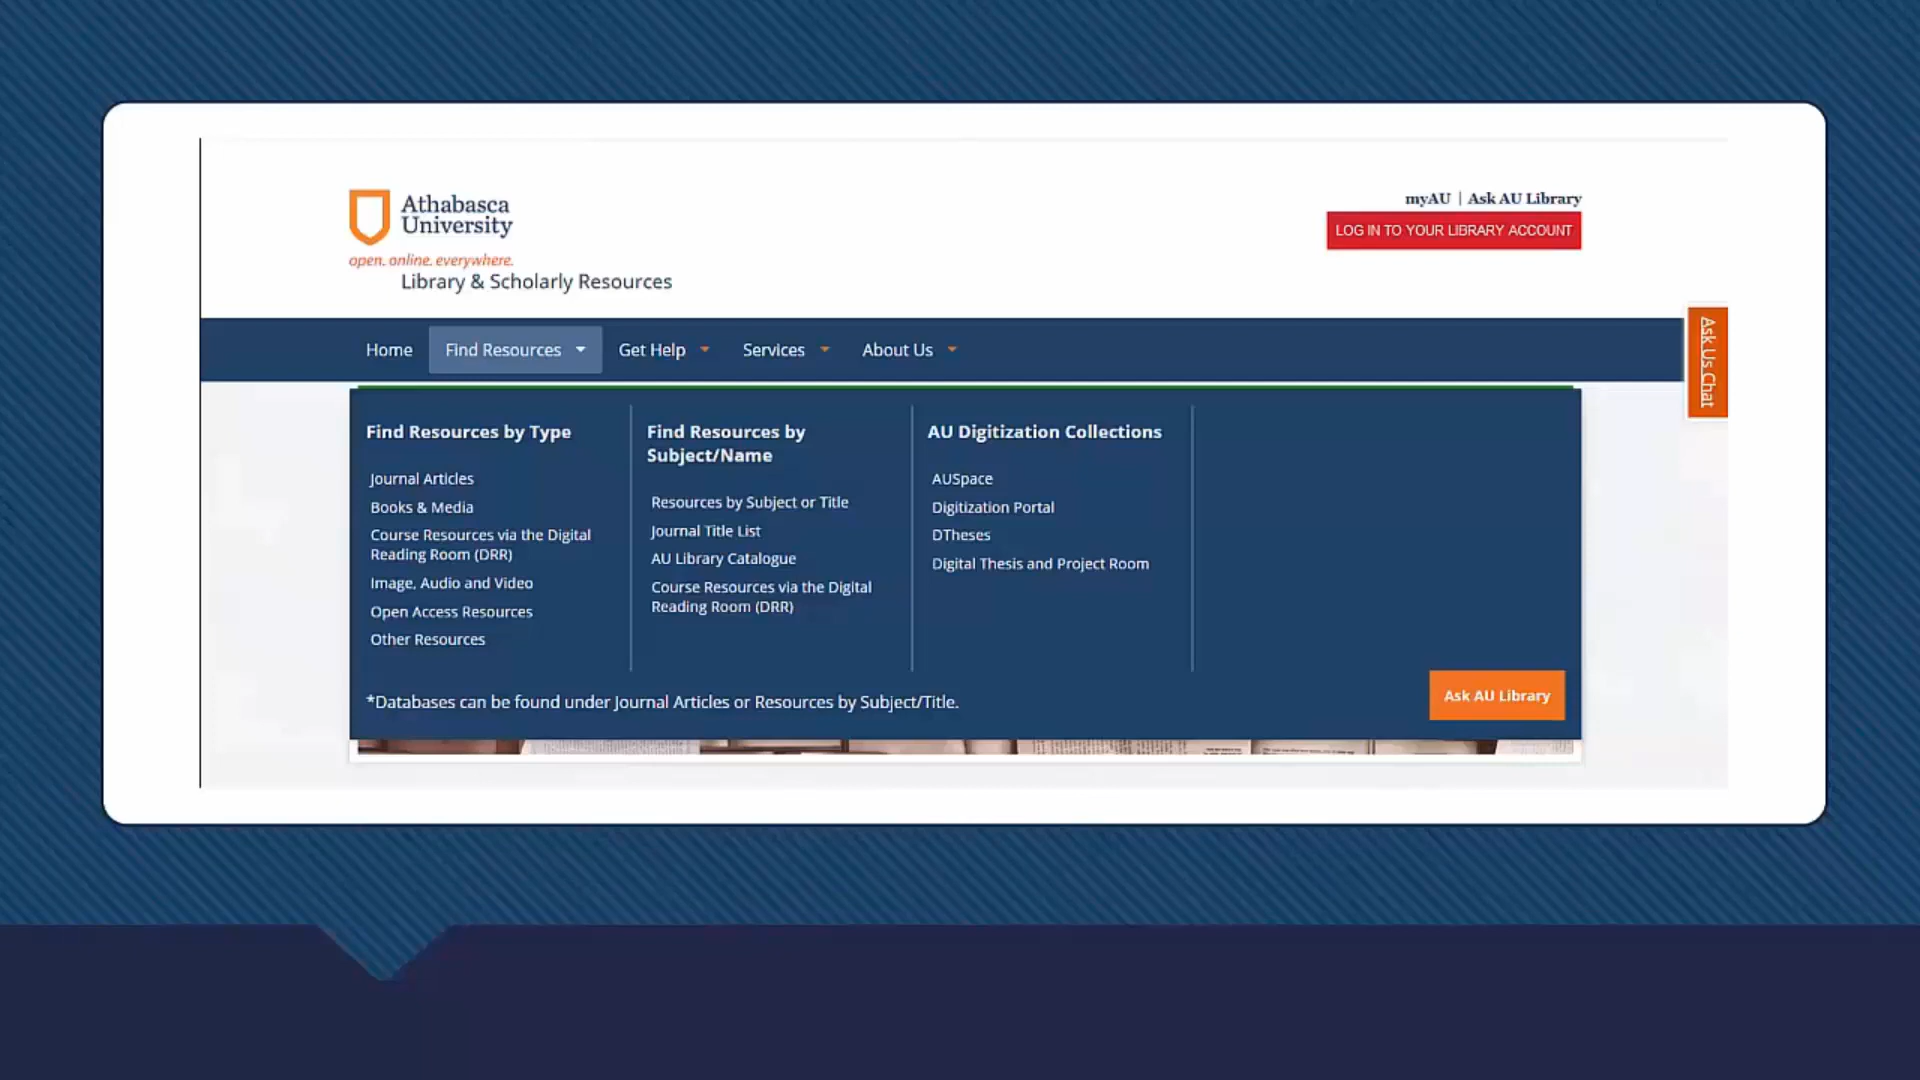 Athabasca
University
open. online. everywhere.
Library & Scholarly Resources
myAU | Ask AU Library
LOG IN TO YOUR LIBRARY ACCOUNT
Home
Find Resources
Get Help
Services
About Us
Ask Us Chat
Find Resources by Type
Journal Articles
Books & Media
Course Resources via the Digital
Reading Room (DRR)
Image, Audio and Video
Open Access Resources
Other Resources
Find Resources by
Subject/Name
Resources by Subject or Title
Journal Title List
AU Library Catalogue
Course Resources via the Digital
Reading Room (DRR)
AU Digitization Collections
AUSpace
Digitization Portal
DTheses
Digital Thesis and Project Room
*Databases can be found under Journal Articles or Resources by Subject/Title.
Ask AU Library